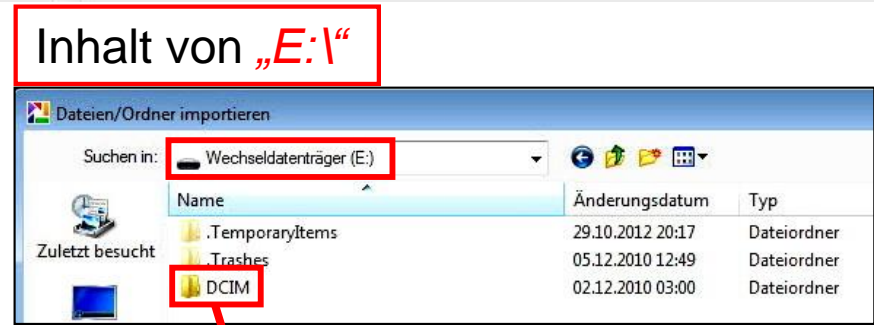 Inhalt von „E:\“
Dateien/Ordner importieren
Suchen in: Wechseldatenträger (E:)
Name Änderungsdatum Typ
.TemporaryItems 29.10.2012 20:17 Dateiordner
Zuletzt besucht .Trashes 05.12.2010 12:49 Dateiordner
DCIM 02.12.2010 03:00 Dateiordner